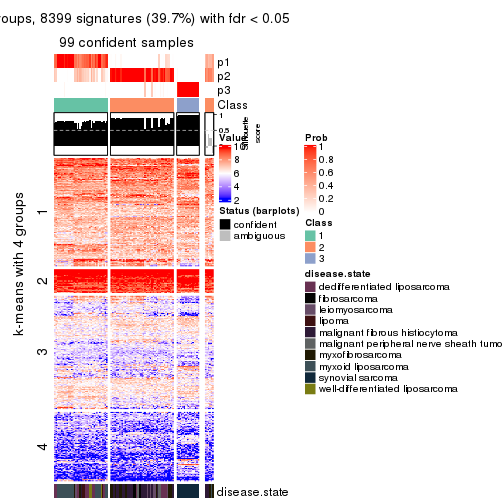 oups, 8399 signatures (39.7%) with fdr < 0.05
99 confident samples
p1
p2
p3
Class
1
0.5
0
Silhouette
score
k-means with 4 groups
1
2
3
4
disease.state
Value
10
8
6
4
2
Status (barplots)
confident
ambiguous
Prob
1
0.8
0.6
0.4
0.2
0
Class
1
2
3
disease.state
dedifferentiated liposarcoma
fibrosarcoma
leiomyosarcoma
lipoma
malignant fibrous histiocytoma
malignant peripheral nerve sheath tumo
myxofibrosarcoma
myxoid liposarcoma
synovial sarcoma
well-differentiated liposarcoma